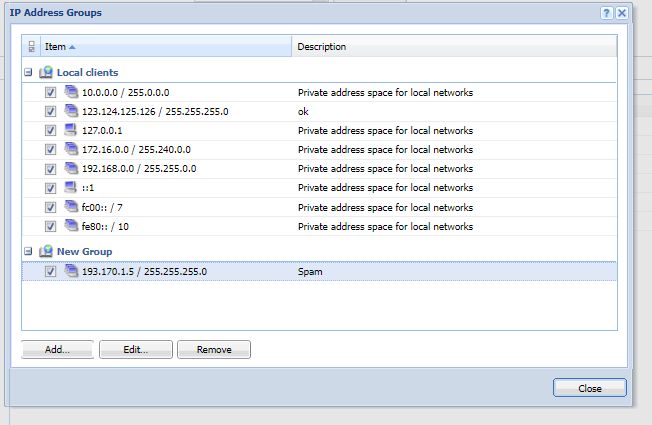 IP Address Groups
Item Description
Local clients
10.0.0.0 / 255.0.0.0 Private address space for local networks
123.124.125.126 / 255.255.255.0 ok
127.0.0.1 Private address space for local networks
172.16.0.0 / 255.240.0.0 Private address space for local networks
192.168.0.0 / 255.255.0.0 Private address space for local networks
::1 Private address space for local networks
fc00:: / 7 Private address space for local networks
fe80:: / 10 Private address space for local networks
New Group
193.170.1.5 / 255.255.255.0 Spam
Add... Edit... Remove
Close